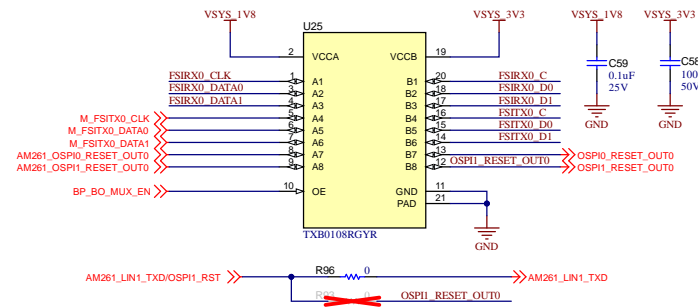 VSYS_1V8 VSYS_3V3 VSYS_1V8 VSYS_3V3
U25
2 VCCA VCCB 19
C59 C58
0.1uF 100
25V 50V
FSIRX0_CLK 1 A1 B1 20 FSIRX0_C
FSIRX0_DATA0 3 A2 B2 18 FSIRX0_D0
FSIRX0_DATA1 4 A3 B3 17 FSIRX0_D1
M_FSITX0_CLK 5 A4 B4 16 FSITX0_C
M_FSITX0_DATA0 6 A5 B5 15 FSITX0_D0
M_FSITX0_DATA1 7 A6 B6 14 FSITX0_D1
AM261_OSPI0_RESET_OUT0 8 A7 B7 13 OSPI0_RESET_OUT0
AM261_OSPI1_RESET_OUT0 9 A8 B8 12 OSPI1_RESET_OUT0 OSPI1_RESET_OUT0
GND GND
BP_BO_MUX_EN 10 OE GND 11
PAD 21
TXB0108RGYR
GND
AM261_LIN1_TXD/OSPI1_RST R96 0 AM261_LIN1_TXD
R93 0 OSPI1_RESET_OUT0